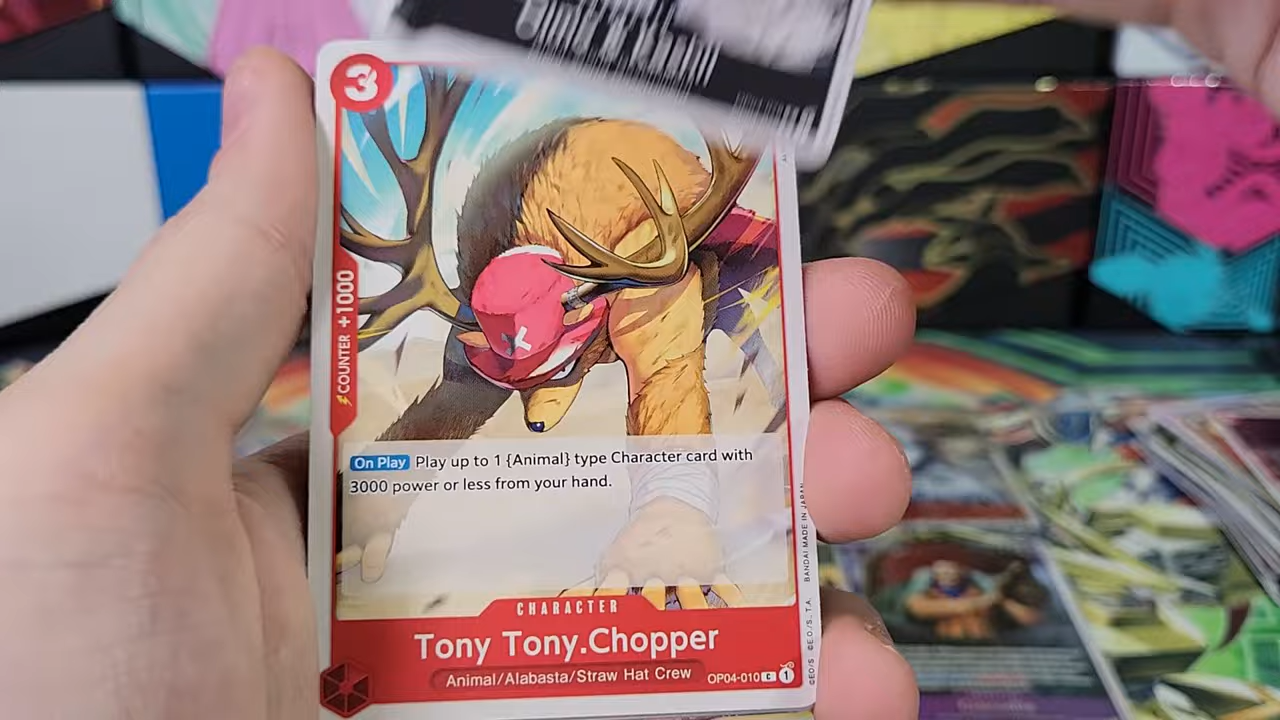 3
COUNTER +1000
On Play Play up to 1 {Animal} type Character card with
3000 power or less from your hand.
CHARACTER
Tony Tony.Chopper
Animal/Alabasta/Straw Hat Crew
OP04-010 C 1
©E.O./S. ©E.O./S. T.A. BANDAI MADE IN JAPAN